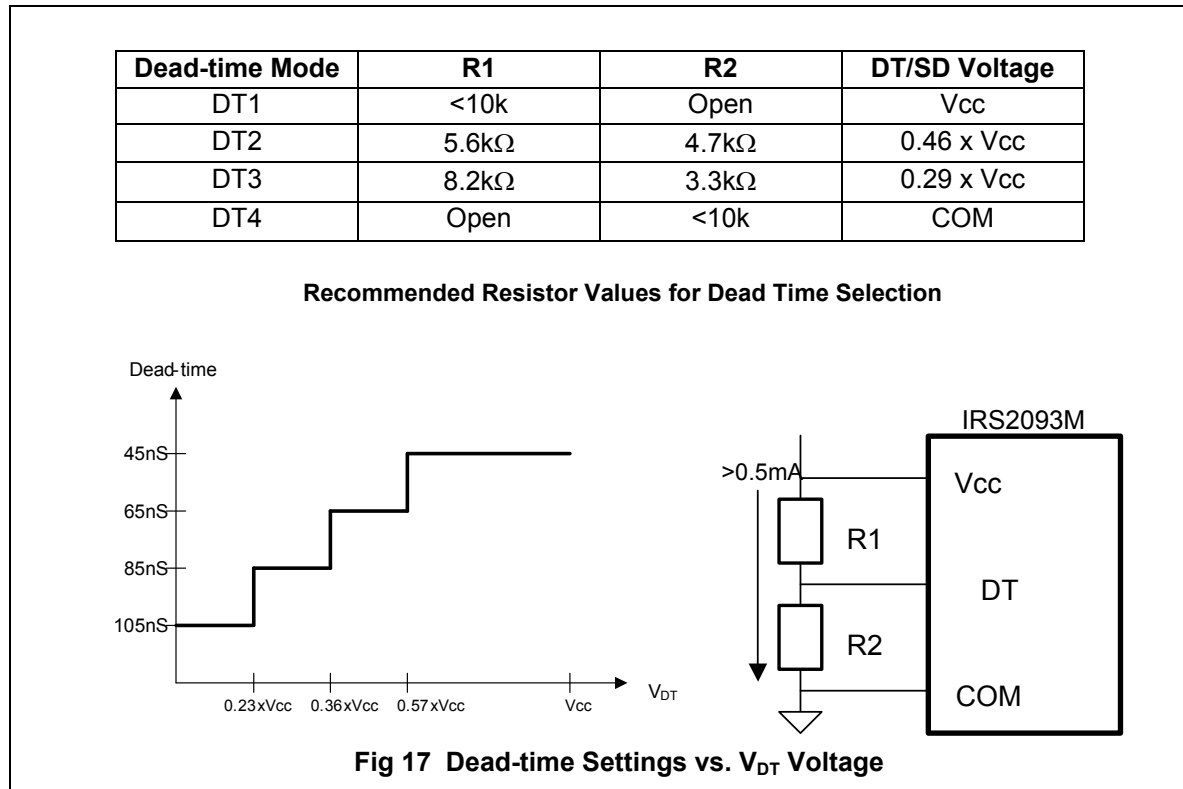 Dead-time Mode R1 R2 DT/SD Voltage
DT1 <10k Open Vcc
DT2 5.6kΩ 4.7kΩ 0.46 x Vcc
DT3 8.2kΩ 3.3kΩ 0.29 x Vcc
DT4 Open <10k COM
Recommended Resistor Values for Dead Time Selection
Dead-time
45nS
65nS
85nS
105nS
0.23xVcc 0.36xVcc 0.57xVcc Vcc
V_DT
IRS2093M
>0.5mA
Vcc
R1
DT
R2
COM
Fig 17 Dead-time Settings vs. V_DT Voltage